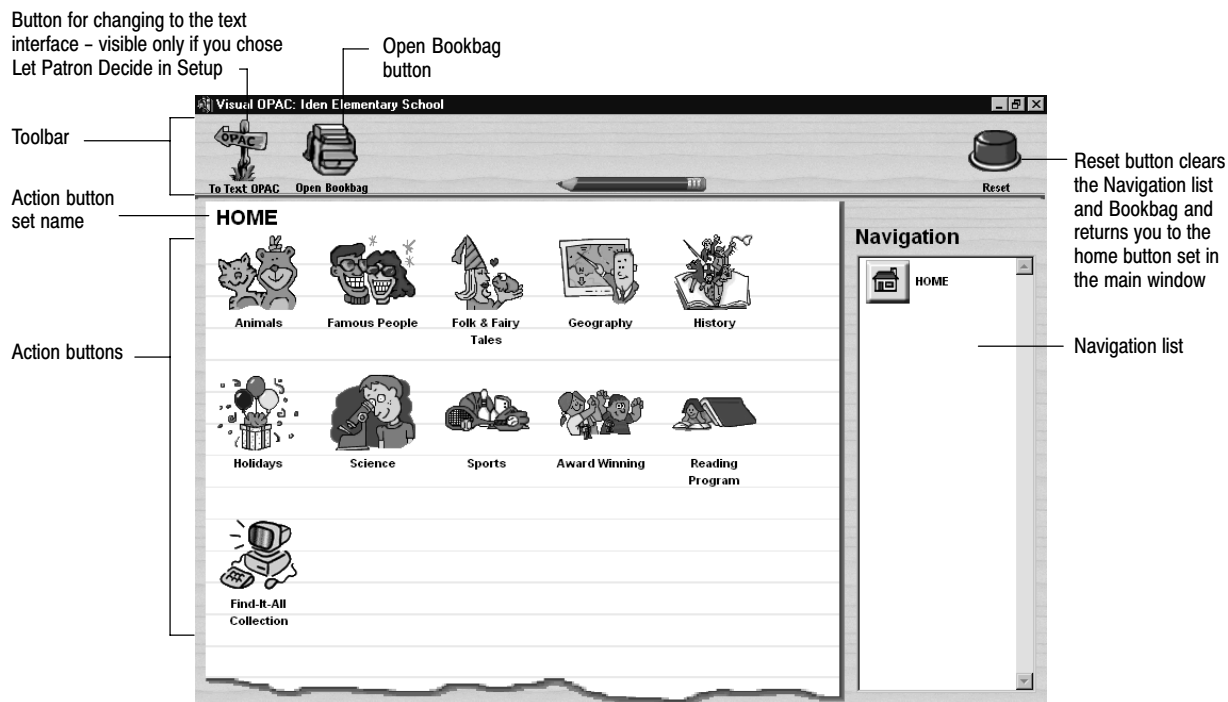 Button for changing to the text
interface – visible only if you chose
Let Patron Decide in Setup
Open Bookbag
button
Visual OPAC: Iden Elementary School
Toolbar
OPAC
To Text OPAC
Open Bookbag
Reset
Reset button clears
the Navigation list
and Bookbag and
returns you to the
home button set in
the main window
Action button
set name
HOME
Navigation
HOME
Action buttons
Animals
Famous People
Folk & Fairy
Tales
Geography
History
Navigation list
Holidays
Science
Sports
Award Winning
Reading
Program
Find-It-All
Collection